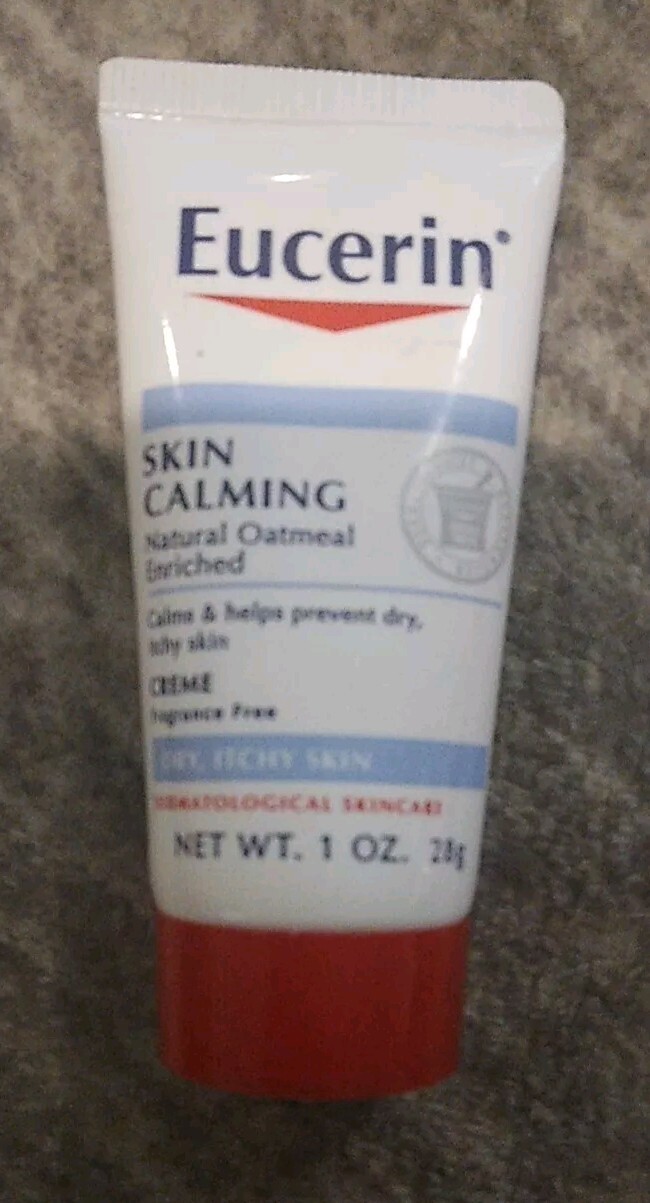 Eucerin®
SKIN
CALMING
Natural Oatmeal
Enriched
Calms & helps prevent dry,
itchy skin
CREME
Fragrance Free
DRY, ITCHY SKIN
DERMATOLOGICAL SKINCARE
NET WT. 1 OZ. 28g